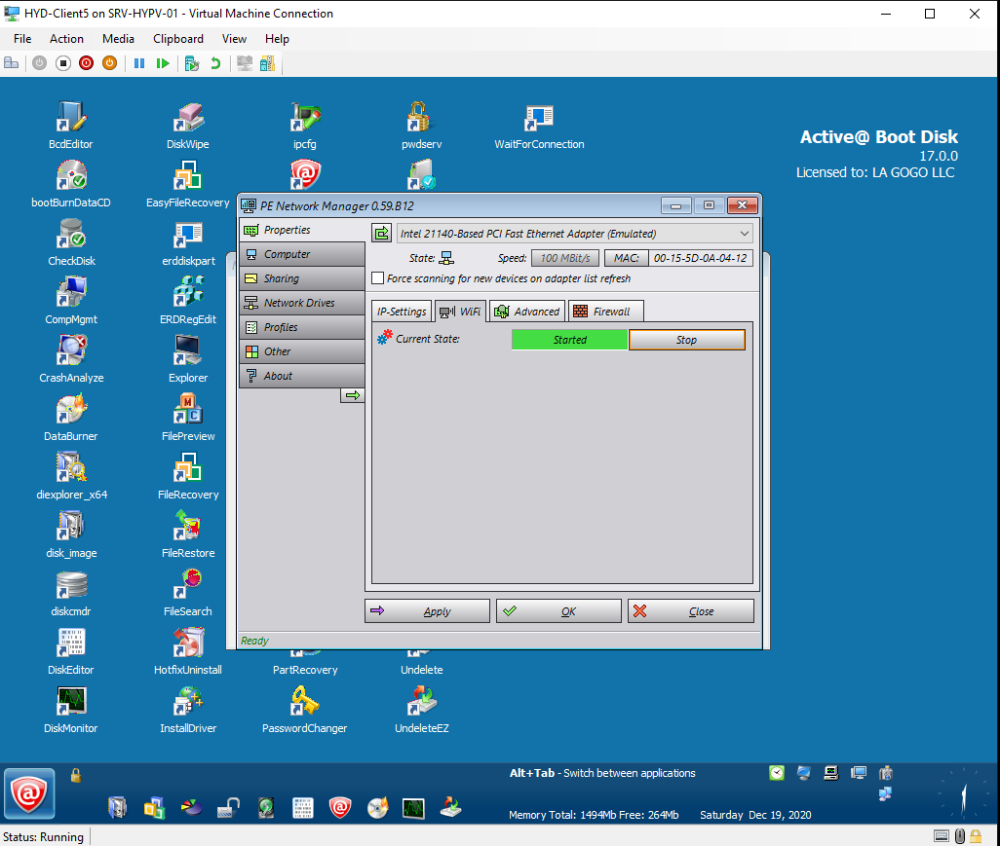 HYD-Client5 on SRV-HYPV-01 - Virtual Machine Connection
File Action Media Clipboard View Help
BcdEditor DiskWipe ipcfg pwdserv WaitForConnection
Active@ Boot Disk
17.0.0
Licensed to: LA GOGO LLC
bootBurnDataCD EasyFileRecovery
PE Network Manager 0.59.B12
Properties
Computer
Sharing
Network Drives
Profiles
Other
About
Intel 21140-Based PCI Fast Ethernet Adapter (Emulated)
State: Speed: 100 MBit/s MAC: 00-15-5D-0A-04-12
Force scanning for new devices on adapter list refresh
IP-Settings WiFi Advanced Firewall
Current State: Started Stop
Apply OK Close
Ready
CheckDisk erddiskpart
CompMgmt ERDRegEdit
CrashAnalyze Explorer
DataBurner FilePreview
diexplorer_x64 FileRecovery
disk_image FileRestore
diskcmdr FileSearch
DiskEditor HotfixUninstall PartRecovery Undelete
DiskMonitor InstallDriver PasswordChanger UndeleteEZ
Alt+Tab - Switch between applications
Memory Total: 1494Mb Free: 264Mb Saturday Dec 19, 2020
Status: Running